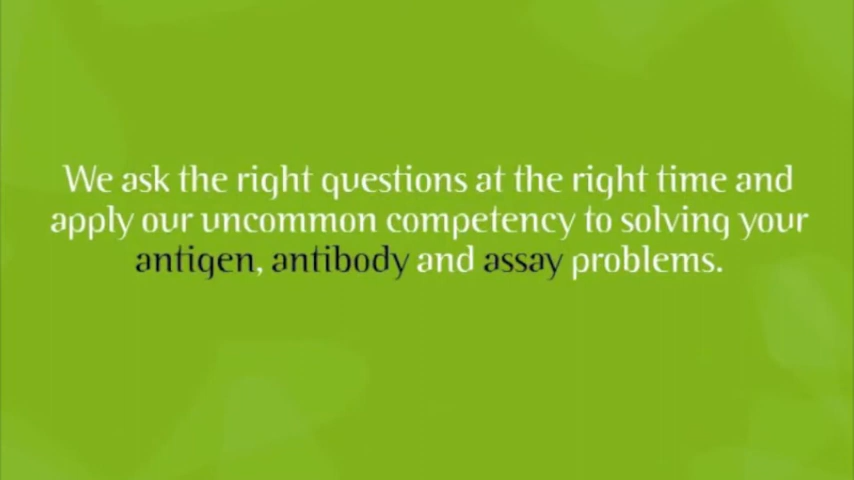 We ask the right questions at the right time and
apply our uncommon competency to solving your
antigen, antibody and assay problems.